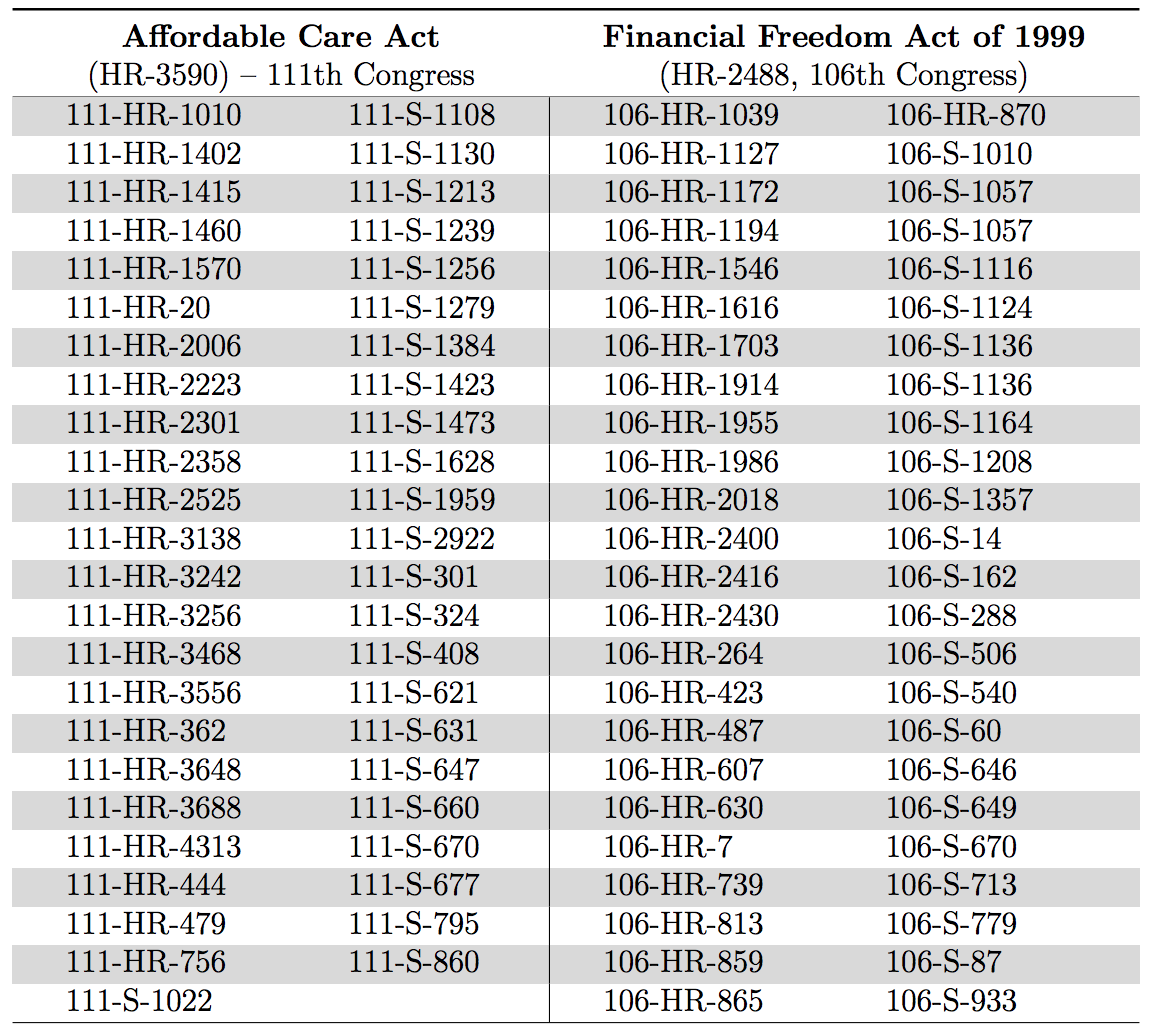 Affordable Care Act Financial Freedom Act of 1999
(HR-3590) – 111th Congress (HR-2488, 106th Congress)
111-HR-1010 111-S-1108 106-HR-1039 106-HR-870
111-HR-1402 111-S-1130 106-HR-1127 106-S-1010
111-HR-1415 111-S-1213 106-HR-1172 106-S-1057
111-HR-1460 111-S-1239 106-HR-1194 106-S-1057
111-HR-1570 111-S-1256 106-HR-1546 106-S-1116
111-HR-20 111-S-1279 106-HR-1616 106-S-1124
111-HR-2006 111-S-1384 106-HR-1703 106-S-1136
111-HR-2223 111-S-1423 106-HR-1914 106-S-1136
111-HR-2301 111-S-1473 106-HR-1955 106-S-1164
111-HR-2358 111-S-1628 106-HR-1986 106-S-1208
111-HR-2525 111-S-1959 106-HR-2018 106-S-1357
111-HR-3138 111-S-2922 106-HR-2400 106-S-14
111-HR-3242 111-S-301 106-HR-2416 106-S-162
111-HR-3256 111-S-324 106-HR-2430 106-S-288
111-HR-3468 111-S-408 106-HR-264 106-S-506
111-HR-3556 111-S-621 106-HR-423 106-S-540
111-HR-362 111-S-631 106-HR-487 106-S-60
111-HR-3648 111-S-647 106-HR-607 106-S-646
111-HR-3688 111-S-660 106-HR-630 106-S-649
111-HR-4313 111-S-670 106-HR-7 106-S-670
111-HR-444 111-S-677 106-HR-739 106-S-713
111-HR-479 111-S-795 106-HR-813 106-S-779
111-HR-756 111-S-860 106-HR-859 106-S-87
111-S-1022 106-HR-865 106-S-933